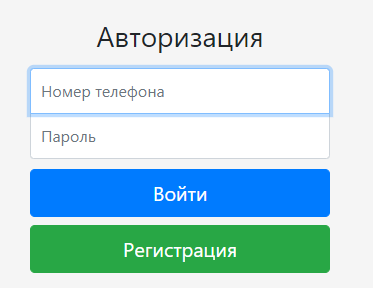 Авторизация
Номер телефона
Пароль
Войти
Регистрация